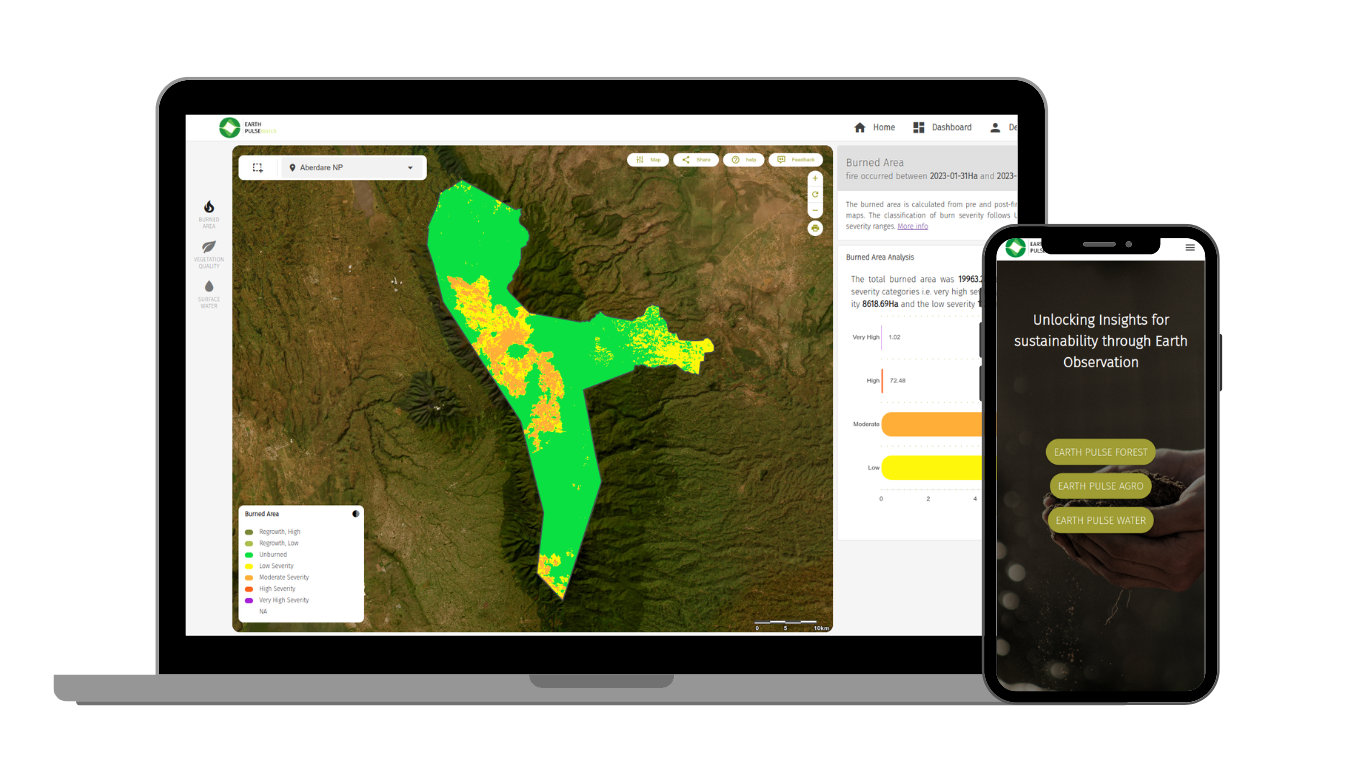 EARTH
PULSE
Home
Dashboard
De
Aberdare NP
Map
Share
Help
Feedback
BURNED
AREA
VEGETATION
QUALITY
SURFACE
WATER
Burned Area
fire occurred between 2023-01-31Ha and 2023-
The burned area is calculated from pre and post-fi
maps. The classification of burn severity follows
severity ranges. More info
Burned Area Analysis
The total burned area was 19963.
severity categories i.e. very high se
ity 8618.69Ha and the low severity
Very High 1.02
High 72.48
Moderate
Low
0 2 4
Burned Area
Regrowth, High
Regrowth, Low
Unburned
Low Severity
Moderate Severity
High Severity
Very High Severity
NA
0 5 10km
EAR
PULS
Unlocking Insights for
sustainability through Earth
Observation
EARTH PULSE FOREST
EARTH PULSE AGRO
EARTH PULSE WATER